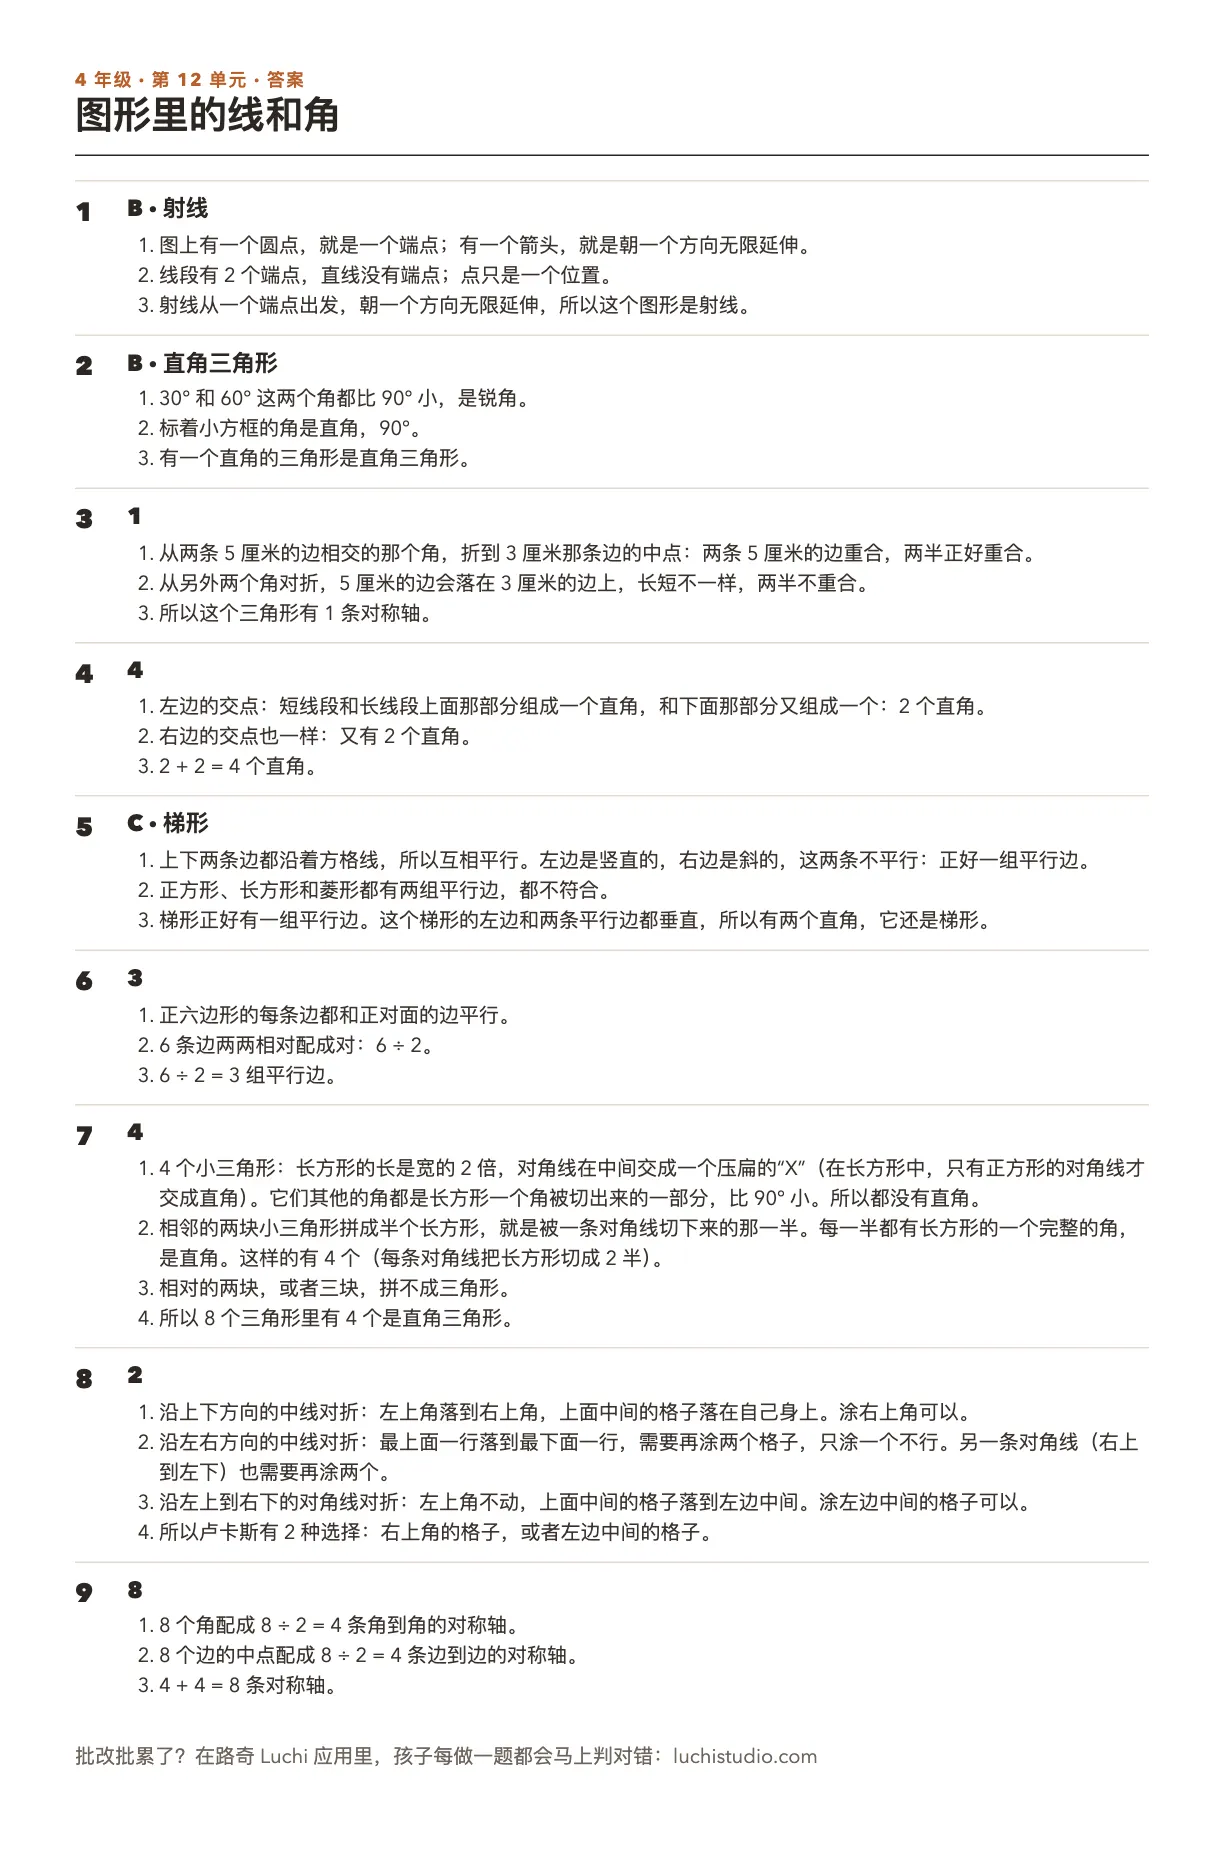 4 年级 · 第 12 单元 · 答案
图形里的线和角
1 B · 射线
1. 图上有一个圆点，就是一个端点；有一个箭头，就是朝一个方向无限延伸。
2. 线段有 2 个端点，直线没有端点；点只是一个位置。
3. 射线从一个端点出发，朝一个方向无限延伸，所以这个图形是射线。
2 B · 直角三角形
1. 30° 和 60° 这两个角都比 90° 小，是锐角。
2. 标着小方框的角是直角，90°。
3. 有一个直角的三角形是直角三角形。
3 1
1. 从两条 5 厘米的边相交的那个角，折到 3 厘米那条边的中点：两条 5 厘米的边重合，两半正好重合。
2. 从另外两个角对折，5 厘米的边会落在 3 厘米的边上，长短不一样，两半不重合。
3. 所以这个三角形有 1 条对称轴。
4 4
1. 左边的交点：短线段和长线段上面那部分组成一个直角，和下面那部分又组成一个：2 个直角。
2. 右边的交点也一样：又有 2 个直角。
3. 2 + 2 = 4 个直角。
5 C · 梯形
1. 上下两条边都沿着方格线，所以互相平行。左边是竖直的，右边是斜的，这两条不平行：正好一组平行边。
2. 正方形、长方形和菱形都有两组平行边，都不符合。
3. 梯形正好有一组平行边。这个梯形的左边和两条平行边都垂直，所以有两个直角，它还是梯形。
6 3
1. 正六边形的每条边都和正对面的边平行。
2. 6 条边两两相对配成对：6 ÷ 2。
3. 6 ÷ 2 = 3 组平行边。
7 4
1. 4 个小三角形：长方形的长是宽的 2 倍，对角线在中间交成一个压扁的“X”（在长方形中，只有正方形的对角线才
交成直角）。它们其他的角都是长方形一个角被切出来的一部分，比 90° 小。所以都没有直角。
2. 相邻的两块小三角形拼成半个长方形，就是被一条对角线切下来的那一半。每一半都有长方形的一个完整的角，
是直角。这样的有 4 个（每条对角线把长方形切成 2 半）。
3. 相对的两块，或者三块，拼不成三角形。
4. 所以 8 个三角形里有 4 个是直角三角形。
8 2
1. 沿上下方向的中线对折：左上角落到右上角，上面中间的格子落在自己身上。涂右上角可以。
2. 沿左右方向的中线对折：最上面一行落到最下面一行，需要再涂两个格子，只涂一个不行。另一条对角线（右上
到左下）也需要再涂两个。
3. 沿左上到右下的对角线对折：左上角不动，上面中间的格子落到左边中间。涂左边中间的格子可以。
4. 所以卢卡斯有 2 种选择：右上角的格子，或者左边中间的格子。
9 8
1. 8 个角配成 8 ÷ 2 = 4 条角到角的对称轴。
2. 8 个边的中点配成 8 ÷ 2 = 4 条边到边的对称轴。
3. 4 + 4 = 8 条对称轴。
批改批累了？在路奇 Luchi 应用里，孩子每做一题都会马上判对错：luchistudio.com